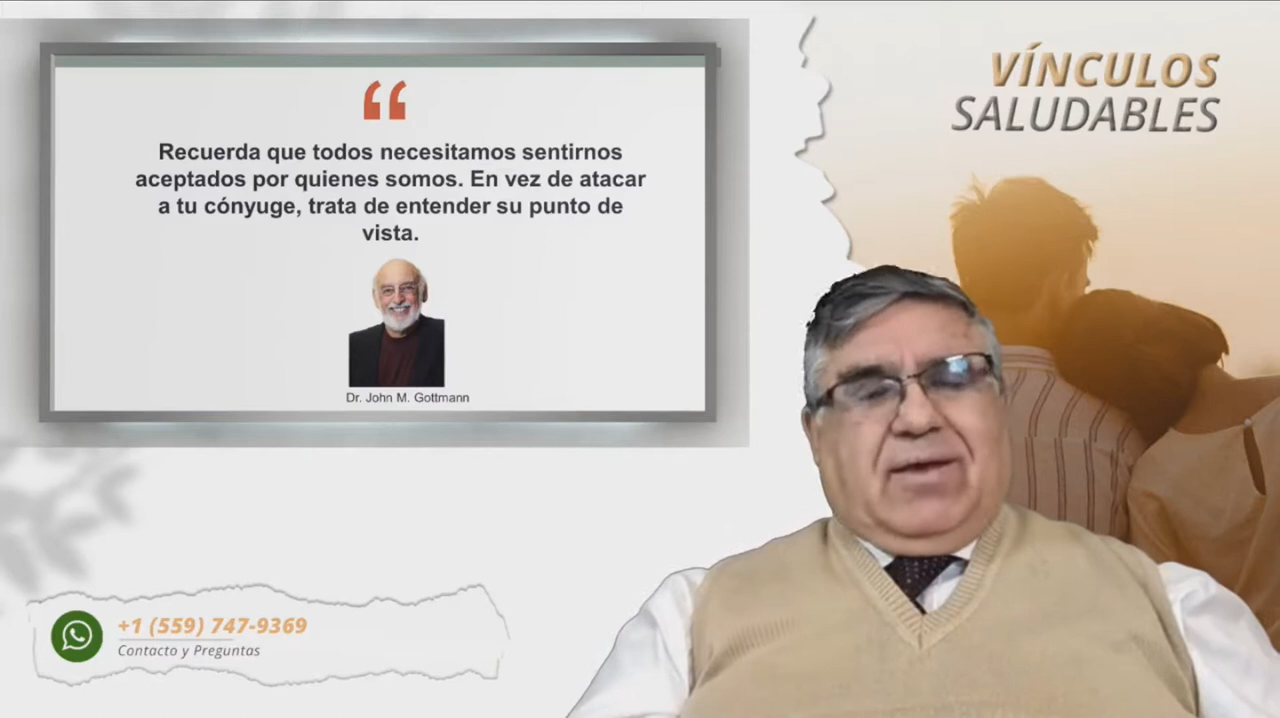 “
Recuerda que todos necesitamos sentirnos
aceptados por quienes somos. En vez de atacar
a tu cónyuge, trata de entender su punto de
vista.
Dr. John M. Gottmann
VÍNCULOS
SALUDABLES
+1 (559) 747-9369
Contacto y Preguntas